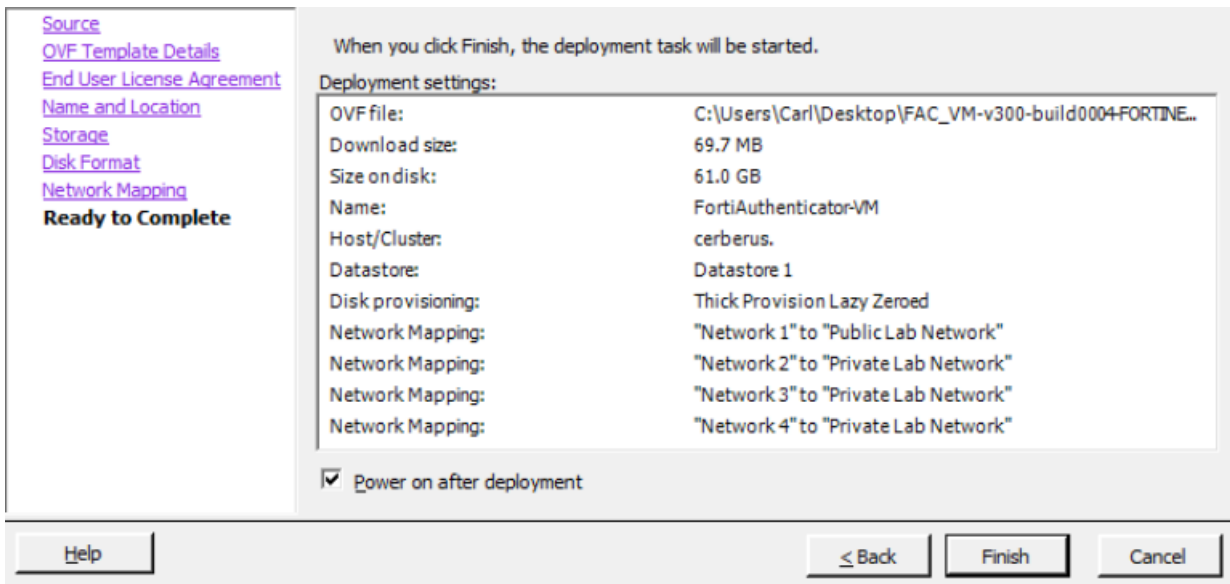 Source
OVF Template Details
End User License Agreement
Name and Location
Storage
Disk Format
Network Mapping
Ready to Complete
When you click Finish, the deployment task will be started.
Deployment settings:
OVF file: C:\Users\Carl\Desktop\FAC_VM-v300-build0004-FORTINE...
Download size: 69.7 MB
Size on disk: 61.0 GB
Name: FortiAuthenticator-VM
Host/Cluster: cerberus.
Datastore: Datastore 1
Disk provisioning: Thick Provision Lazy Zeroed
Network Mapping: "Network 1" to "Public Lab Network"
Network Mapping: "Network 2" to "Private Lab Network"
Network Mapping: "Network 3" to "Private Lab Network"
Network Mapping: "Network 4" to "Private Lab Network"
Power on after deployment
Help
< Back
Finish
Cancel